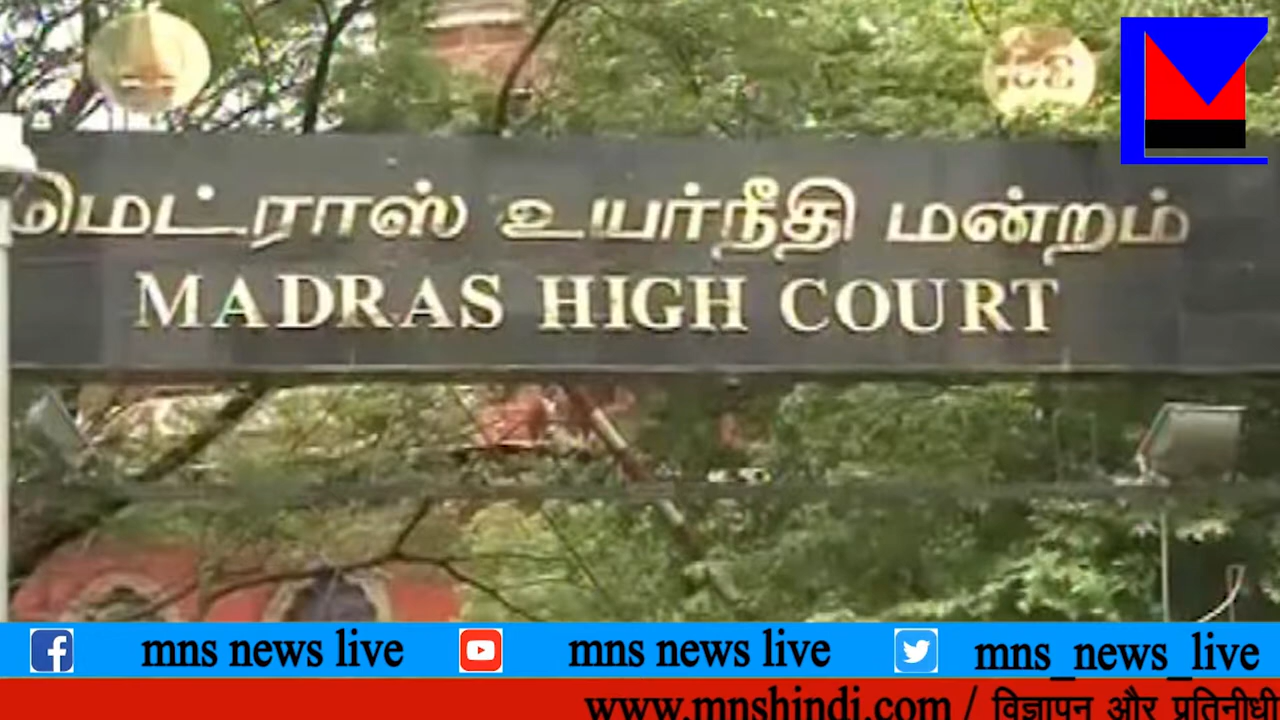 மெட்ராஸ் உயர்நீதி மன்றம்
MADRAS HIGH COURT
mns news live mns news live mns_news_live
www.mnshindi.com / विज्ञापन और प्रतिनीधी